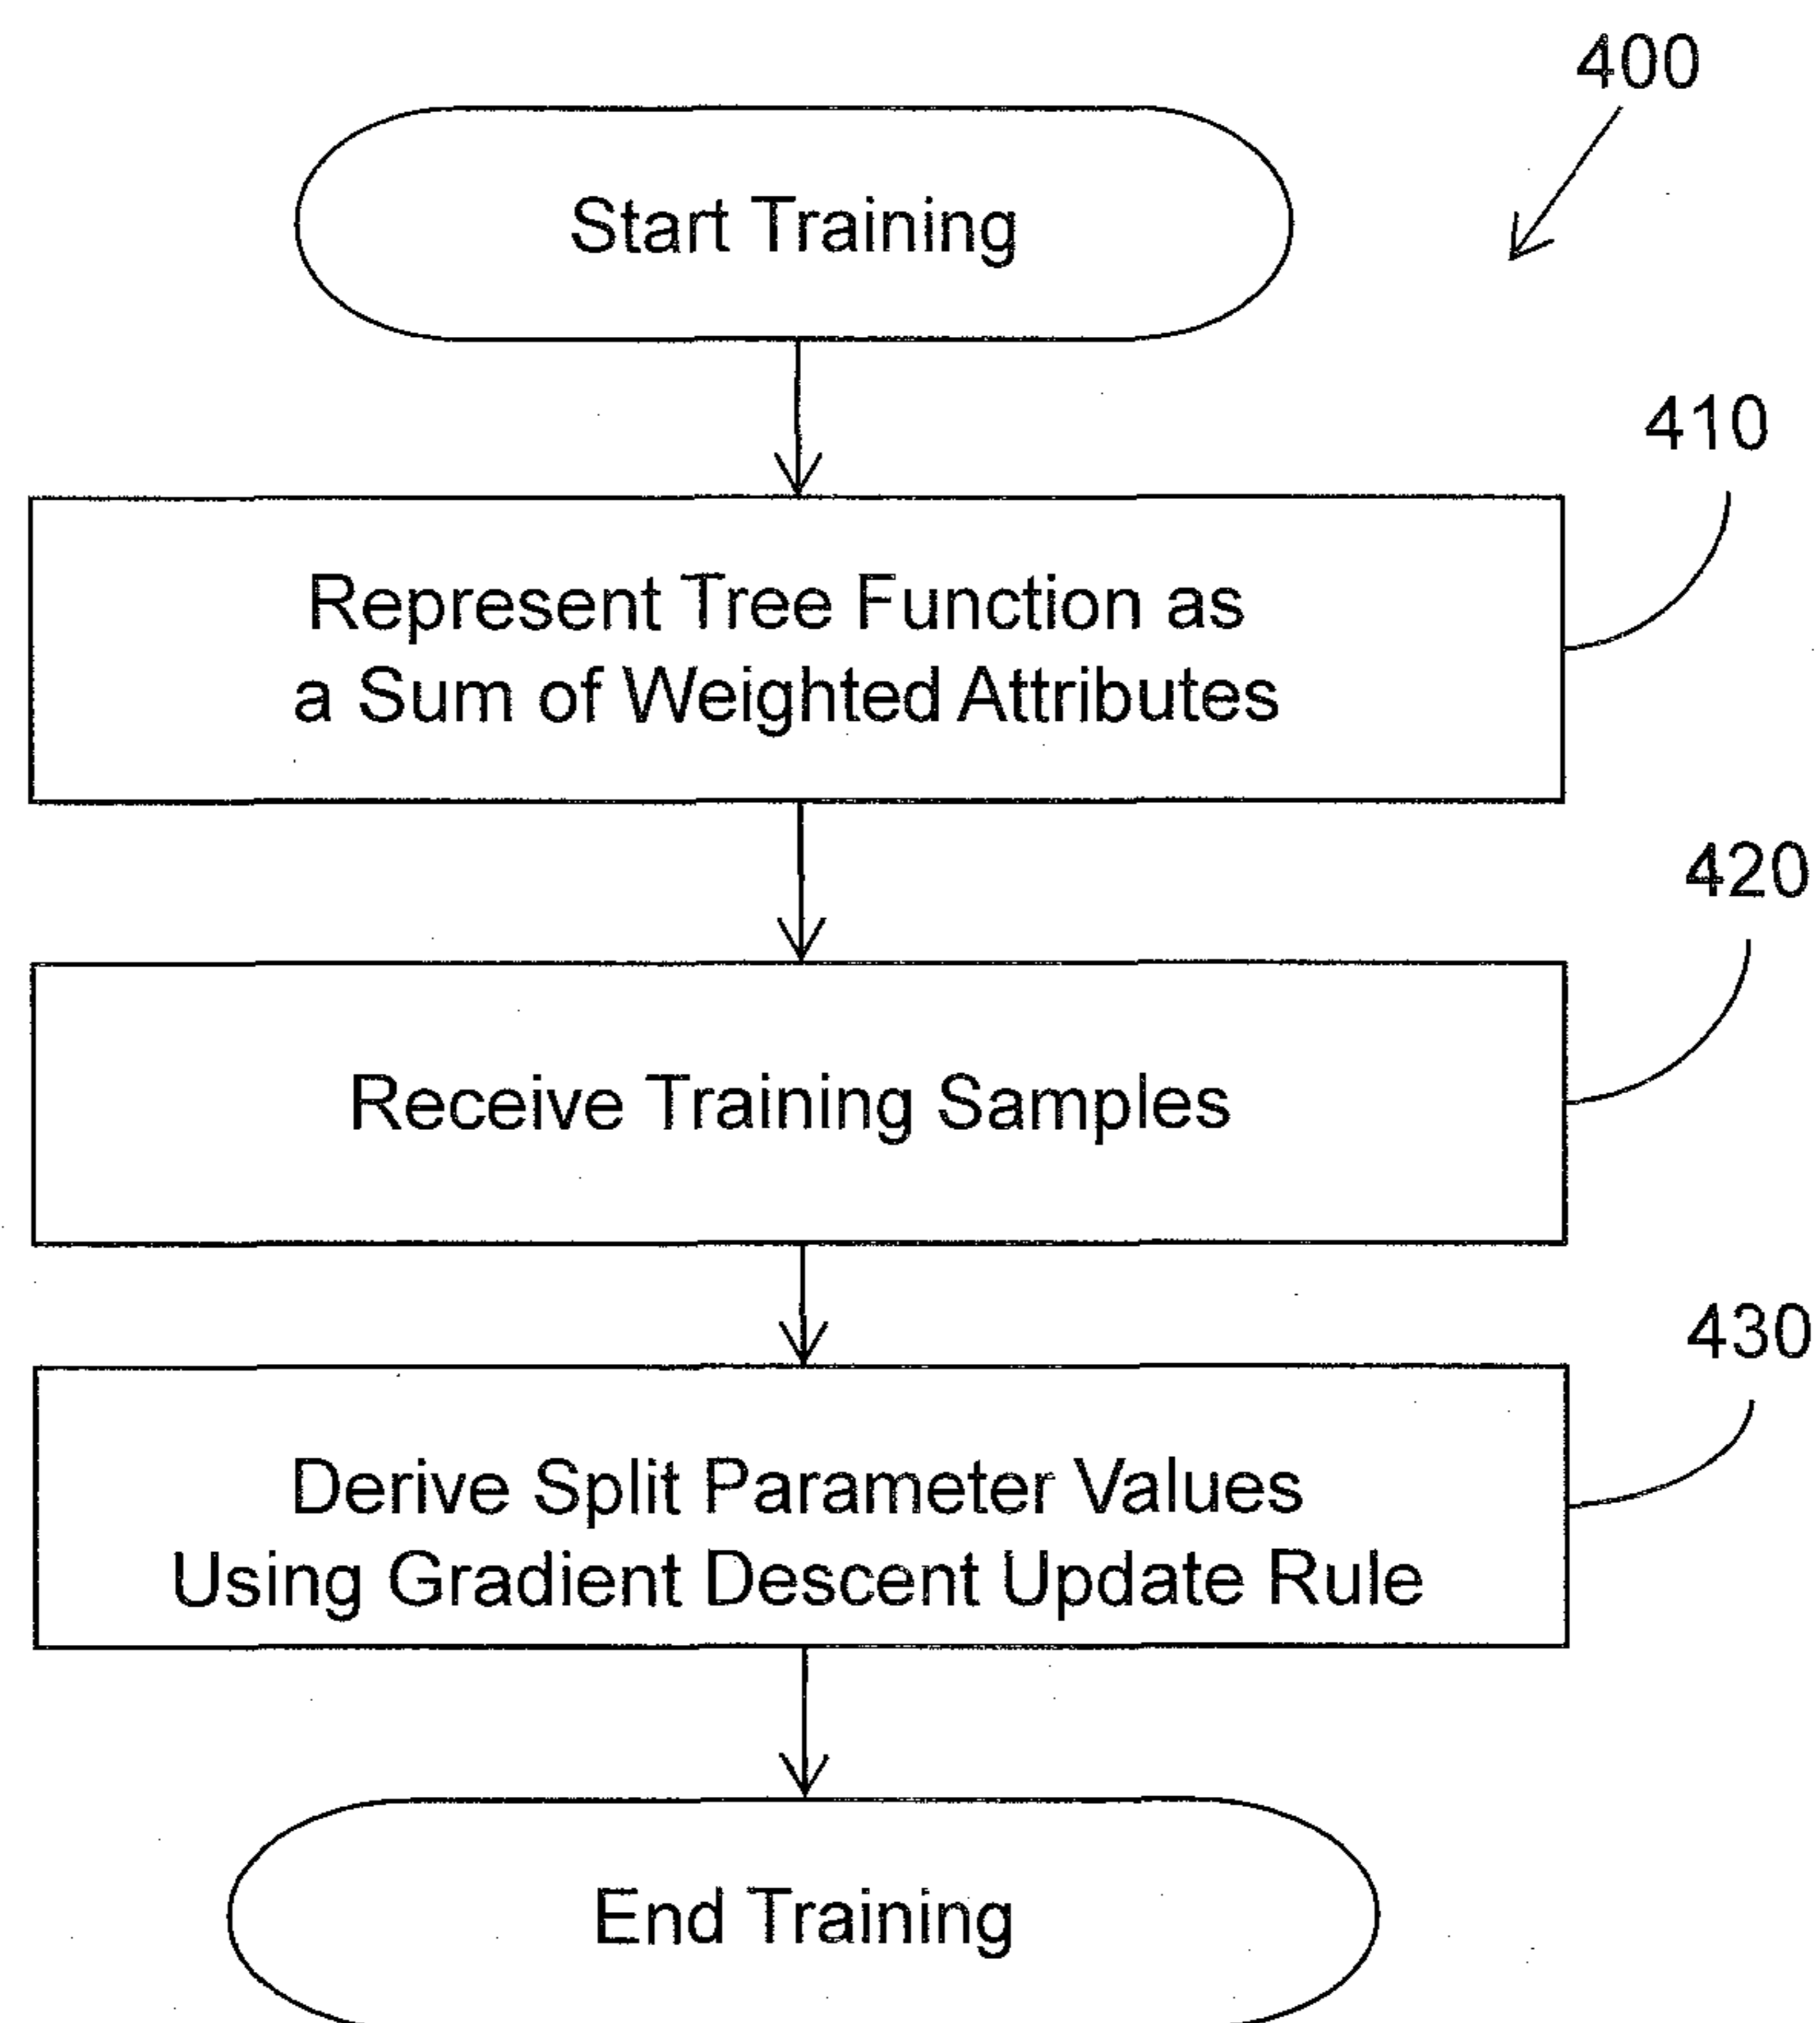 400
Start Training
410
Represent Tree Function as
a Sum of Weighted Attributes
420
Receive Training Samples
430
Derive Split Parameter Values
Using Gradient Descent Update Rule
End Training